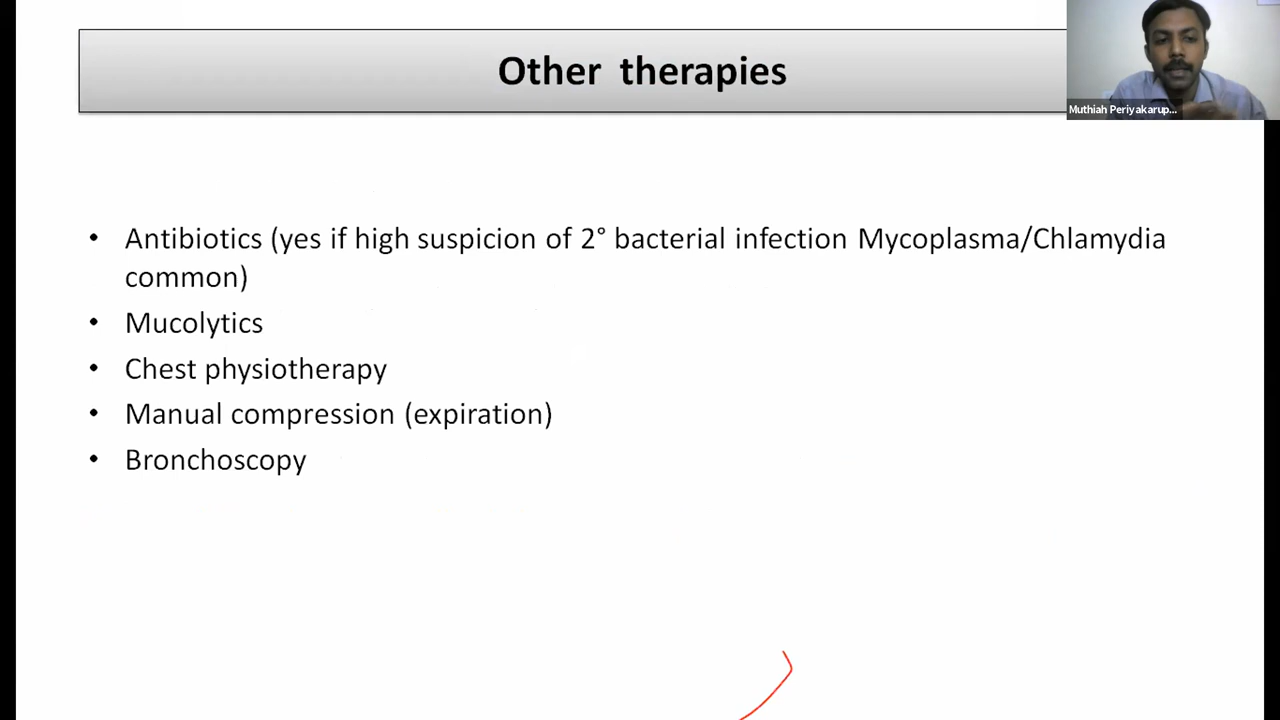 Other therapies
Muthiah Periyakarup...
• Antibiotics (yes if high suspicion of 2° bacterial infection Mycoplasma/Chlamydia
common)
• Mucolytics
• Chest physiotherapy
• Manual compression (expiration)
• Bronchoscopy